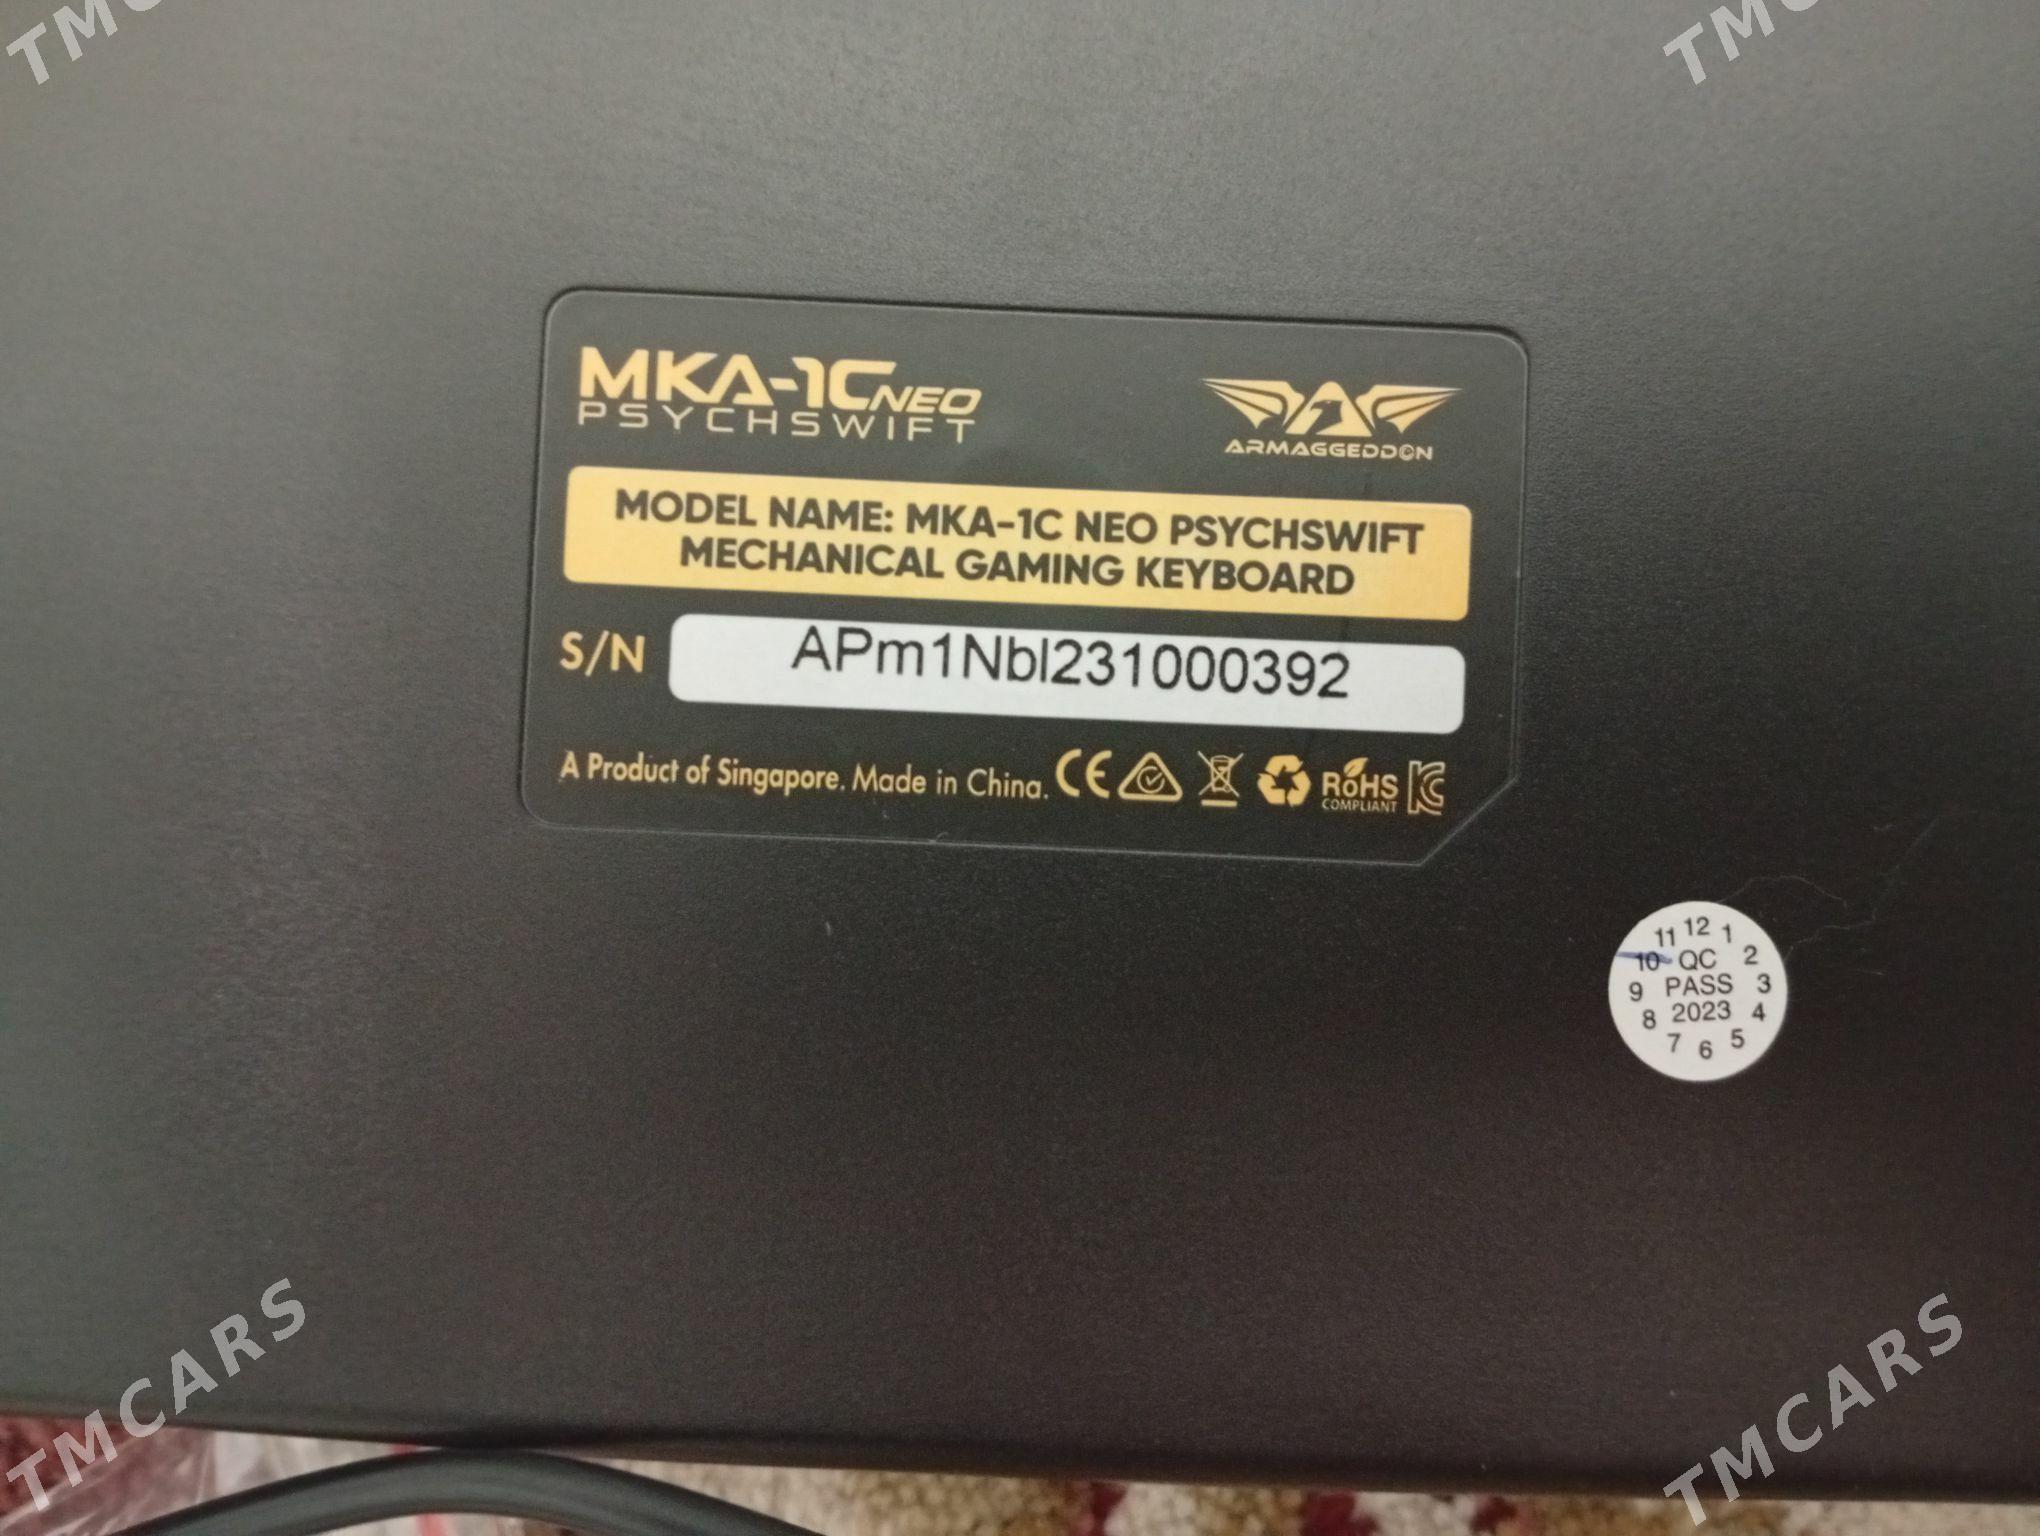 MKA-1C NEO
PSYCHSWIFT
ARMAGGEDDON
MODEL NAME: MKA-1C NEO PSYCHSWIFT
MECHANICAL GAMING KEYBOARD
S/N APm1Nbl231000392
A Product of Singapore. Made in China. CE RoHS COMPLIANT KC
11 12 1
10 QC 2
9 PASS 3
8 2023 4
7 6 5
TMCARS
TMCARS